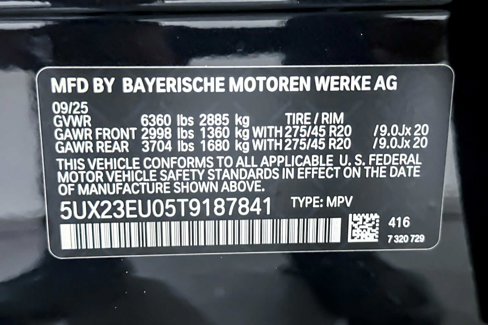 MFD BY BAYERISCHE MOTOREN WERKE AG
09/25
GVWR 6360 lbs 2885 kg TIRE / RIM
GAWR FRONT 2998 lbs 1360 kg WITH 275/45 R20 /9.0Jx 20
GAWR REAR 3704 lbs 1680 kg WITH 275/45 R20 /9.0Jx 20
THIS VEHICLE CONFORMS TO ALL APPLICABLE U. S. FEDERAL
MOTOR VEHICLE SAFETY STANDARDS IN EFFECT ON THE
DATE OF MANUFACTURE SHOWN ABOVE.
5UX23EU05T9187841 TYPE: MPV
416
7 320 729